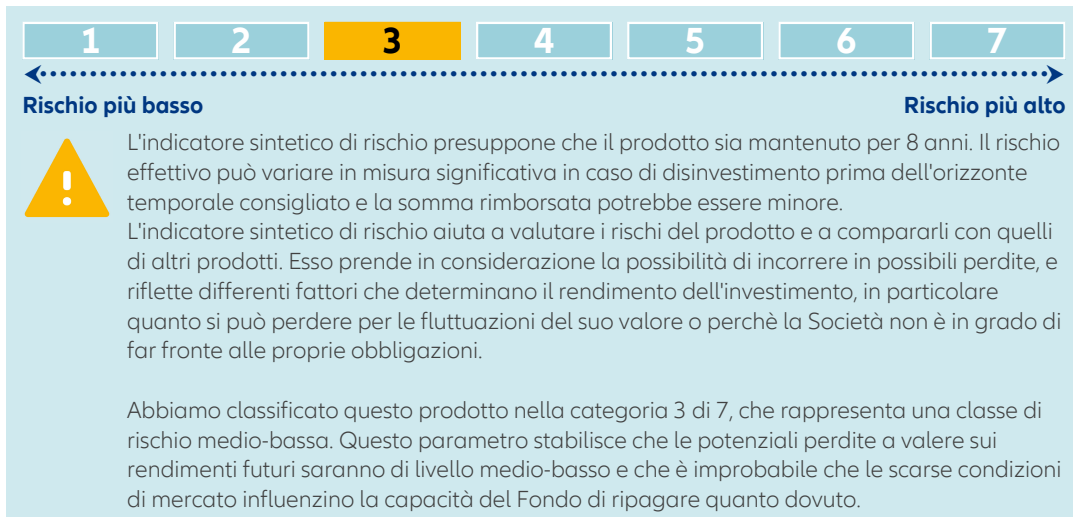 1 2 3 4 5 6 7
Rischio più basso Rischio più alto
L'indicatore sintetico di rischio presuppone che il prodotto sia mantenuto per 8 anni. Il rischio
effettivo può variare in misura significativa in caso di disinvestimento prima dell'orizzonte
temporale consigliato e la somma rimborsata potrebbe essere minore.
L'indicatore sintetico di rischio aiuta a valutare i rischi del prodotto e a compararli con quelli
di altri prodotti. Esso prende in considerazione la possibilità di incorrere in possibili perdite, e
riflette differenti fattori che determinano il rendimento dell'investimento, in particolare
quanto si può perdere per le fluttuazioni del suo valore o perchè la Società non è in grado di
far fronte alle proprie obbligazioni.
Abbiamo classificato questo prodotto nella categoria 3 di 7, che rappresenta una classe di
rischio medio-bassa. Questo parametro stabilisce che le potenziali perdite a valere sui
rendimenti futuri saranno di livello medio-basso e che è improbabile che le scarse condizioni
di mercato influenzino la capacità del Fondo di ripagare quanto dovuto.